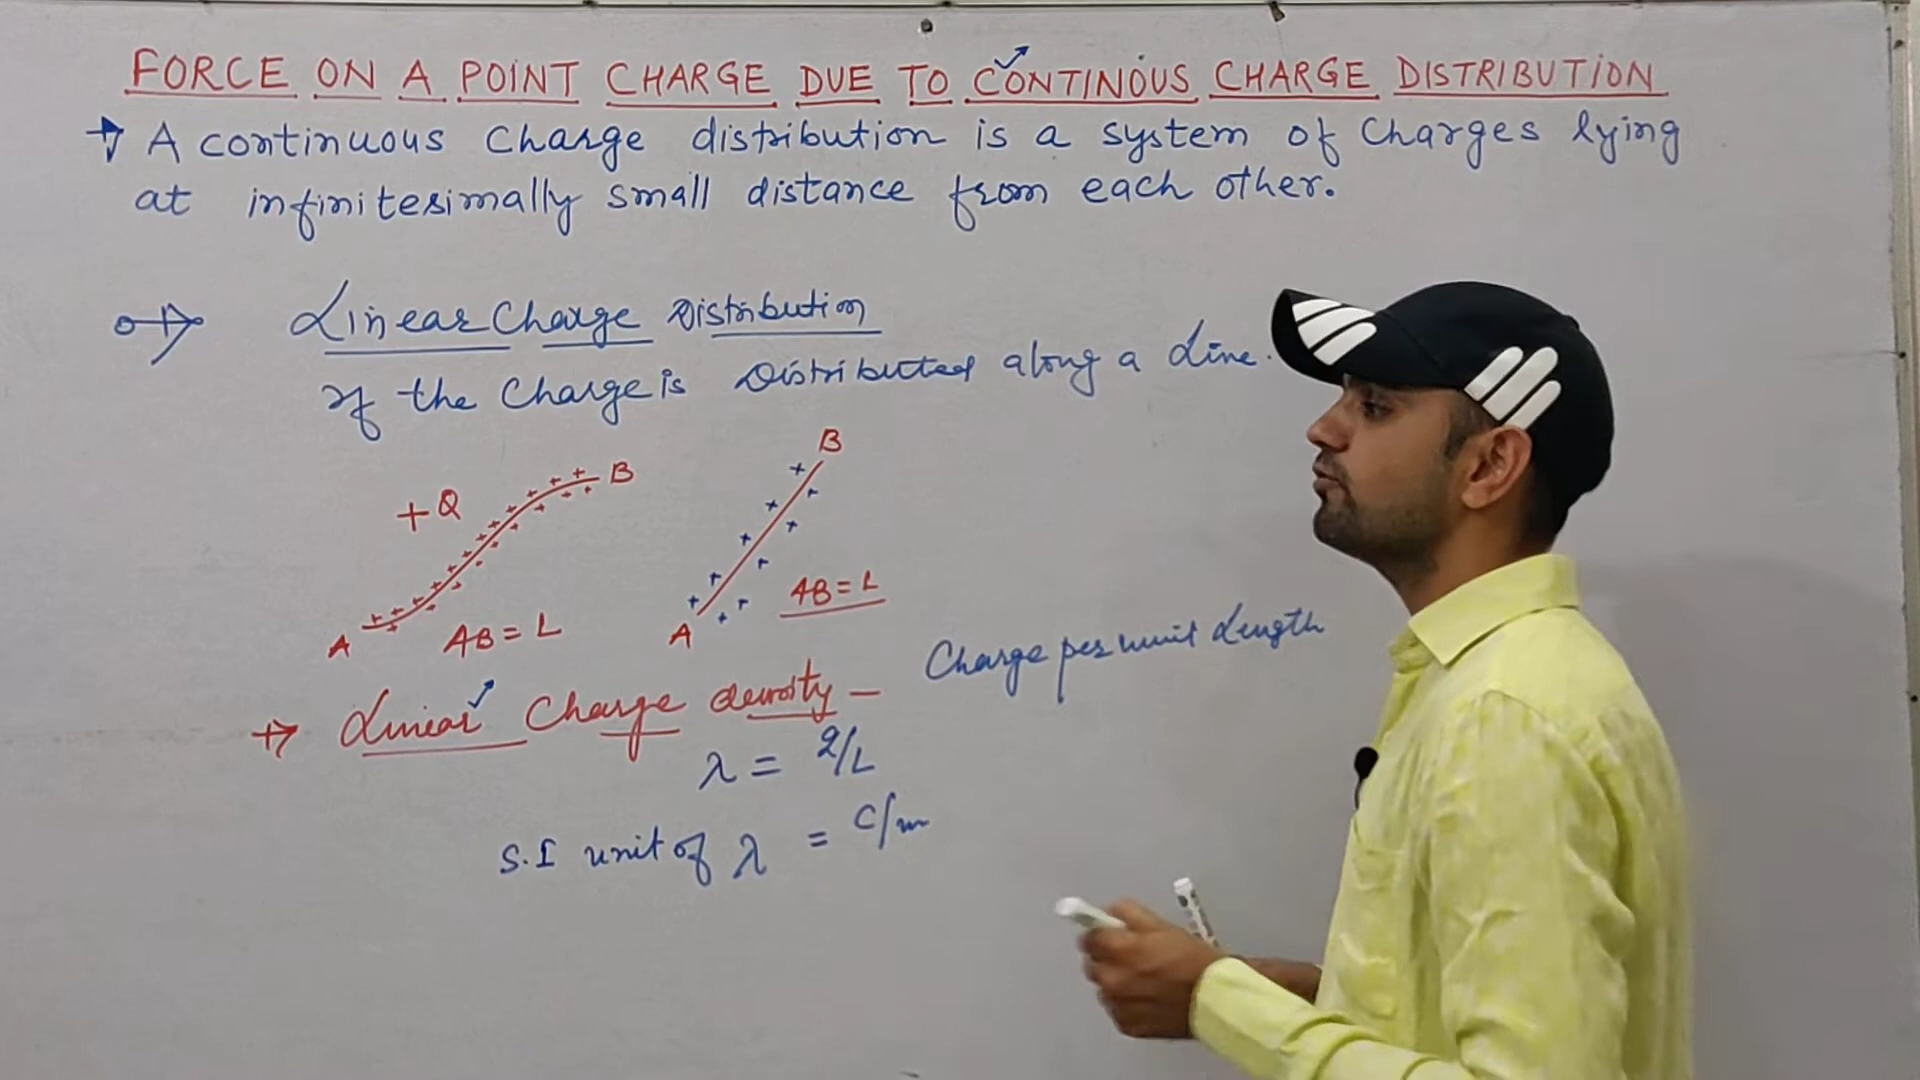 FORCE ON A POINT CHARGE DUE TO CONTINOUS CHARGE DISTRIBUTION
A continuous Charge distribution is a system of Charges lying
at infinitesimally small distance from each other.
Linear Charge Distribution
If the Charge is Distributed along a Line.
+Q
B
A
AB = L
B
A
AB = L
Linear Charge density – Charge per unit Length
λ = Q/L
S.I unit of λ = C/m